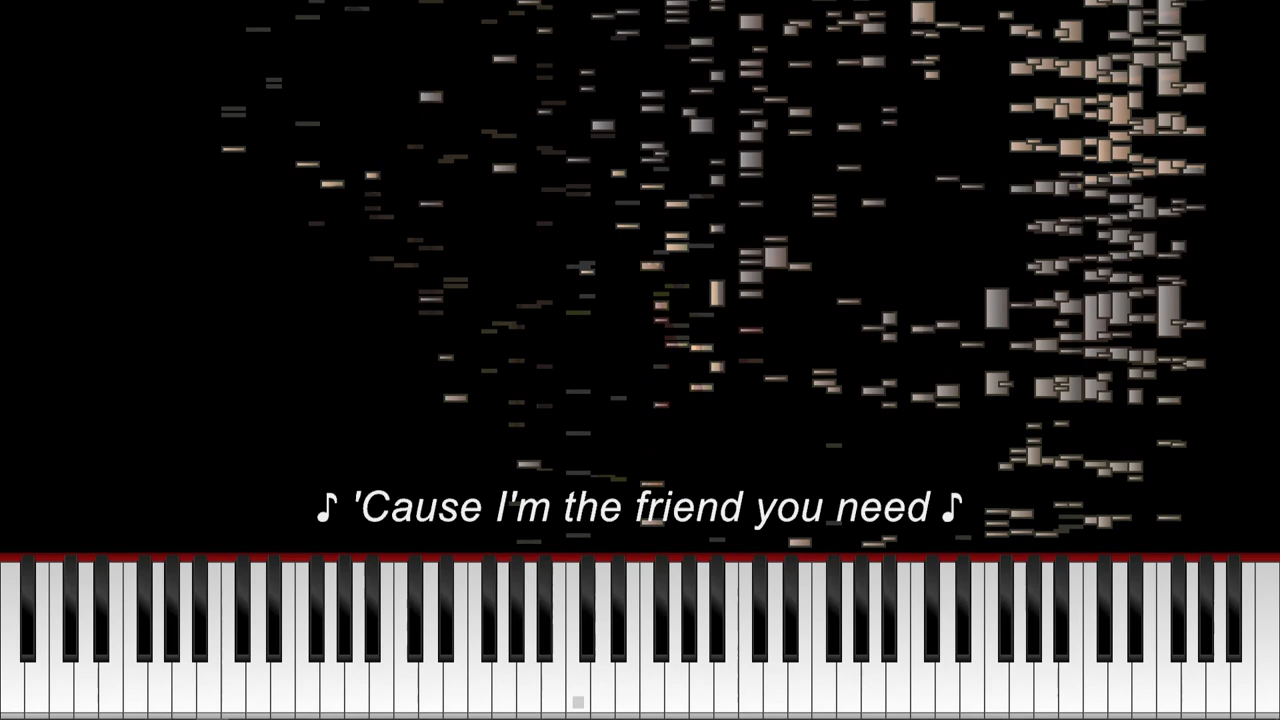 ♪ 'Cause I'm the friend you need ♪